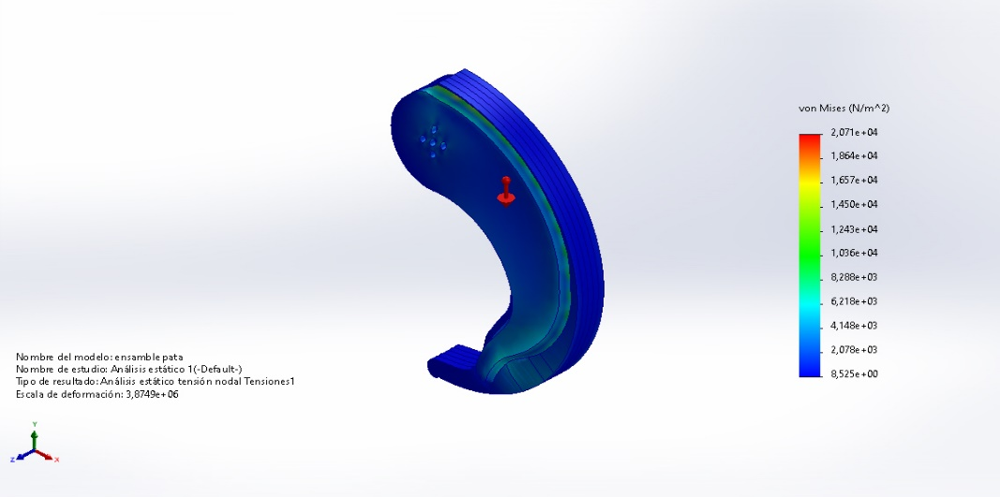 von Mises (N/m^2)
2,071e+04
1,864e+04
1,657e+04
1,450e+04
1,243e+04
1,036e+04
8,288e+03
6,218e+03
4,148e+03
2,078e+03
8,525e+00
Nombre del modelo: ensamble pata
Nombre de estudio: Análisis estático 1(-Default-)
Tipo de resultado: Análisis estático tensión nodal Tensiones1
Escala de deformación: 3,8749e+06
Y
Z
X